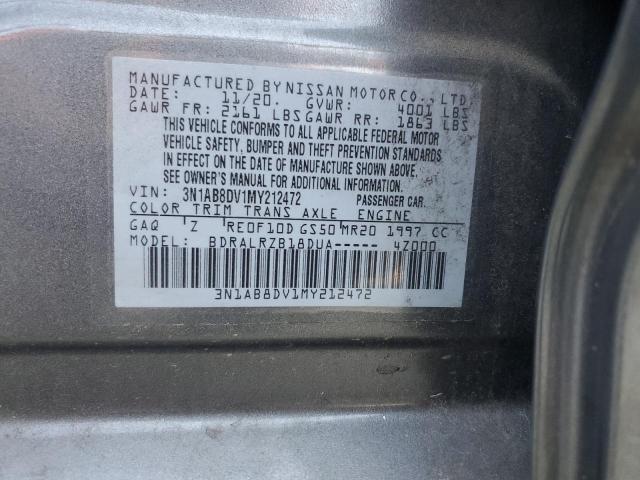 MANUFACTURED BY NISSAN MOTOR CO., LTD.
DATE: 11/20. GVWR: 4001 LBS
GAWR FR: 2161 LBS GAWR RR: 1863 LBS
THIS VEHICLE CONFORMS TO ALL APPLICABLE FEDERAL MOTOR
VEHICLE SAFETY, BUMPER AND THEFT PREVENTION STANDARDS
IN EFFECT ON THE DATE OF MANUFACTURE SHOWN ABOVE.
SEE OWNER'S MANUAL FOR ADDITIONAL INFORMATION.
VIN: 3N1AB8DV1MY212472 PASSENGER CAR.
COLOR TRIM TRANS AXLE ENGINE
GAQ Z RE0F10D GS50 MR20 1997 CC
MODEL: BDRALRZB18DUA----- 4Z000
3N1AB8DV1MY212472